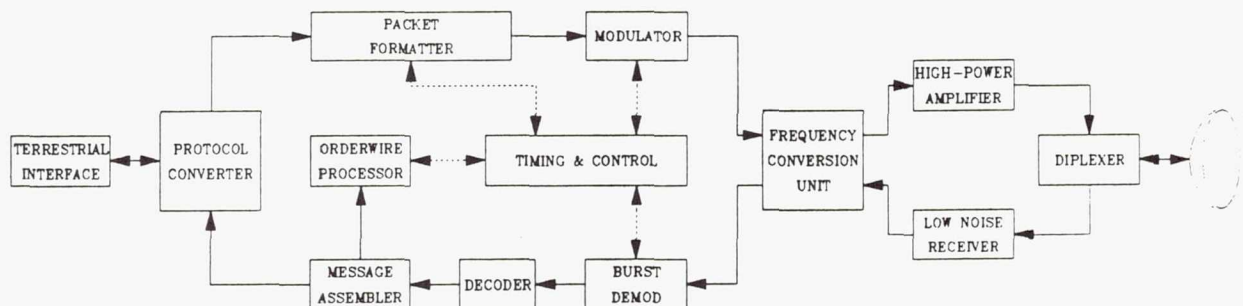 PACKET
FORMATTER
MODULATOR
HIGH-POWER
AMPLIFIER
TERRESTRIAL
INTERFACE
PROTOCOL
CONVERTER
ORDERWIRE
PROCESSOR
TIMING & CONTROL
FREQUENCY
CONVERSION
UNIT
DIPLEXER
LOW NOISE
RECEIVER
MESSAGE
ASSEMBLER
DECODER
BURST
DEMOD